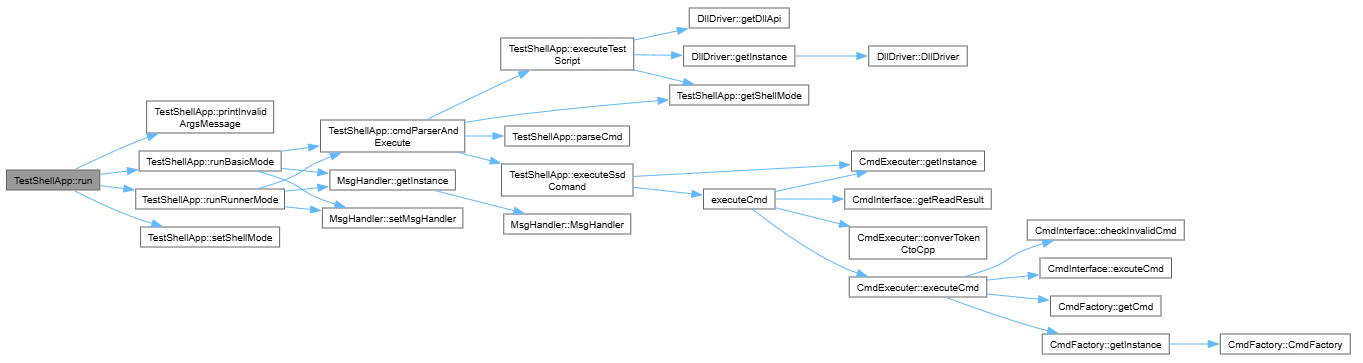 DllDriver::getDllApi
TestShellApp::executeTest
Script
DllDriver::getInstance
DllDriver::DllDriver
TestShellApp::getShellMode
TestShellApp::printInvalid
ArgsMessage
TestShellApp::cmdParserAnd
Execute
TestShellApp::parseCmd
TestShellApp::runBasicMode
CmdExecuter::getInstance
TestShellApp::run
MsgHandler::getInstance
TestShellApp::executeSsd
Comand
TestShellApp::runRunnerMode
executeCmd
CmdInterface::getReadResult
MsgHandler::setMsgHandler
MsgHandler::MsgHandler
TestShellApp::setShellMode
CmdExecuter::converToken
CtoCpp
CmdInterface::checkInvalidCmd
CmdInterface::excuteCmd
CmdExecuter::executeCmd
CmdFactory::getCmd
CmdFactory::getInstance
CmdFactory::CmdFactory